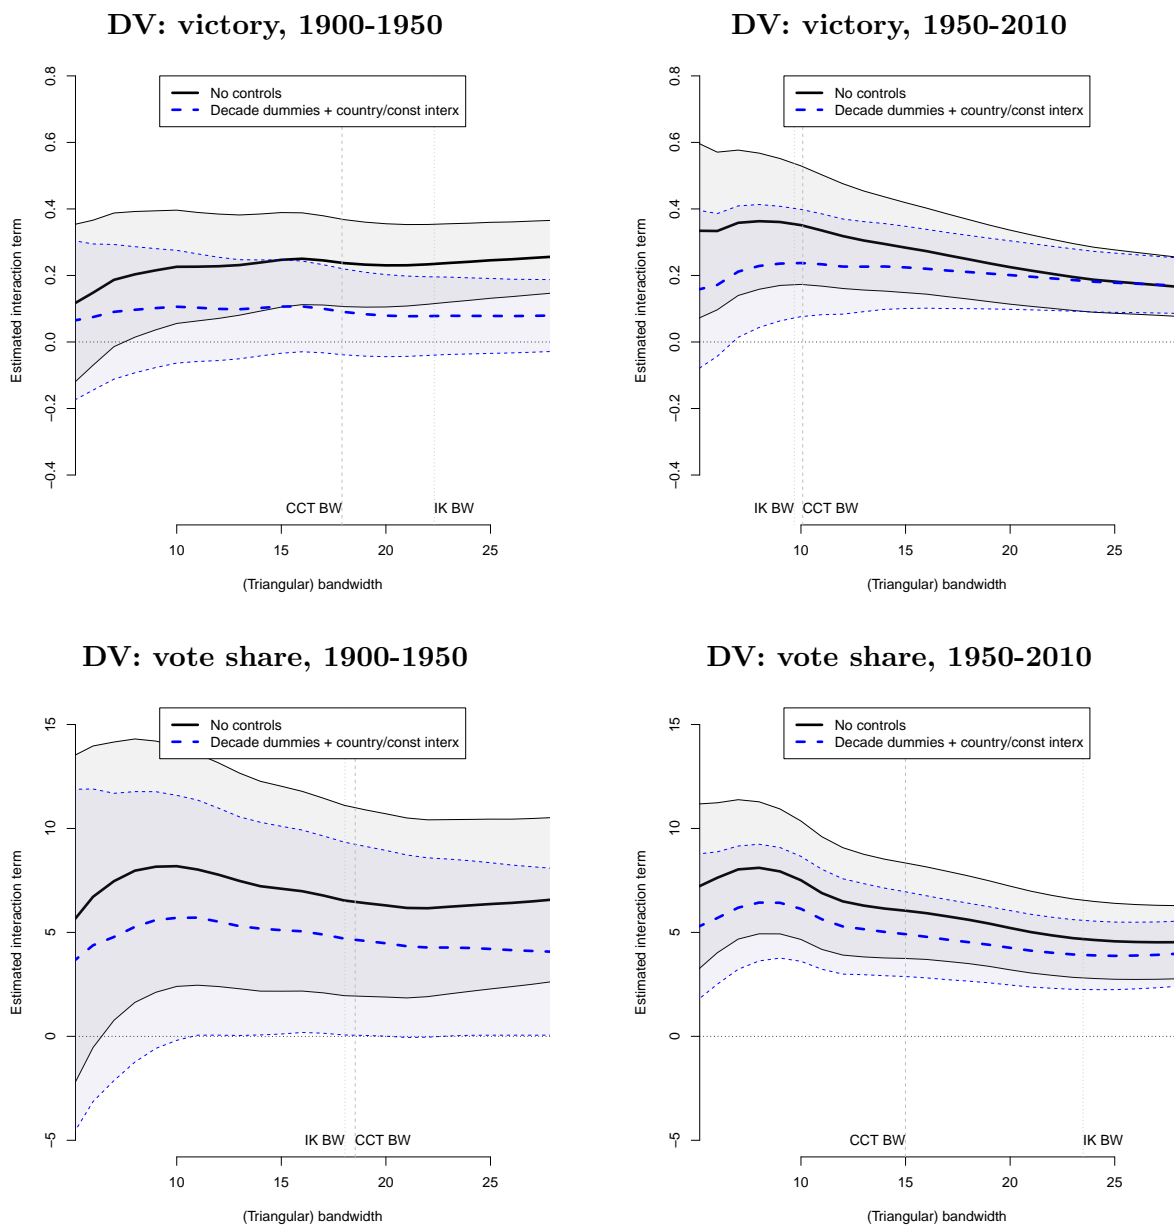 DV: victory, 1900-1950
No controls
Decade dummies + country/const interx
Estimated interaction term
0.8
0.6
0.4
0.2
0.0
−0.2
−0.4
CCT BW
IK BW
10 15 20 25
(Triangular) bandwidth
DV: victory, 1950-2010
No controls
Decade dummies + country/const interx
Estimated interaction term
0.8
0.6
0.4
0.2
0.0
−0.2
−0.4
IK BW
CCT BW
10 15 20 25
(Triangular) bandwidth
DV: vote share, 1900-1950
No controls
Decade dummies + country/const interx
Estimated interaction term
15
10
5
0
−5
IK BW
CCT BW
10 15 20 25
(Triangular) bandwidth
DV: vote share, 1950-2010
No controls
Decade dummies + country/const interx
Estimated interaction term
15
10
5
0
−5
CCT BW
IK BW
10 15 20 25
(Triangular) bandwidth